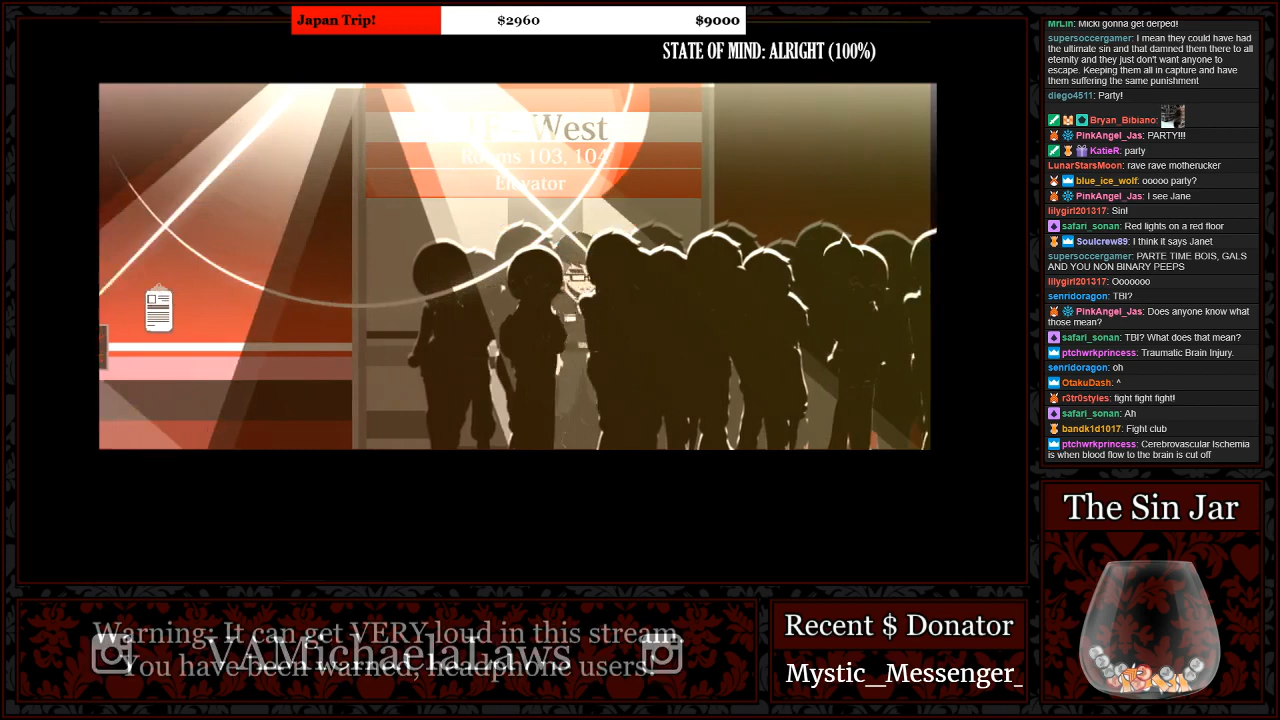 Japan Trip!
$2960
$9000
STATE OF MIND: ALRIGHT (100%)
West
Rooms 103, 104
Elevator
MrLin: Micki gonna get derped!
supersoccergamer: I mean they could have had
the ultimate sin and that damned them there to all
eternity and they just don't want anyone to
escape. Keeping them all in capture and have
them suffering the same punishment
diego4511: Party!
Bryan_Bibiano:
PinkAngel_Jas: PARTY!!!
KatieR: party
LunarStarsMoon: rave rave motherucker
blue_ice_wolf: ooooo party?
PinkAngel_Jas: I see Jane
lilygirl201317: Sin!
safari_sonan: Red lights on a red floor
Soulcrew89: I think it says Janet
supersoccergamer: PARTE TIME BOIS, GALS
AND YOU NON BINARY PEEPS
lilygirl201317: Ooooooo
senridoragon: TBI?
PinkAngel_Jas: Does anyone know what
those mean?
safari_sonan: TBI? What does that mean?
ptchwrkprincess: Traumatic Brain Injury.
senridoragon: oh
OtakuDash: ^
r3tr0styles: fight fight fight!
safari_sonan: Ah
bandk1d1017: Fight club
ptchwrkprincess: Cerebrovascular Ischemia
is when blood flow to the brain is cut off
The Sin Jar
Warning: It can get VERY loud in this stream.
VAMichaelaLaws
You have been warned, headphone users!
Recent $ Donator
Mystic__Messenger_